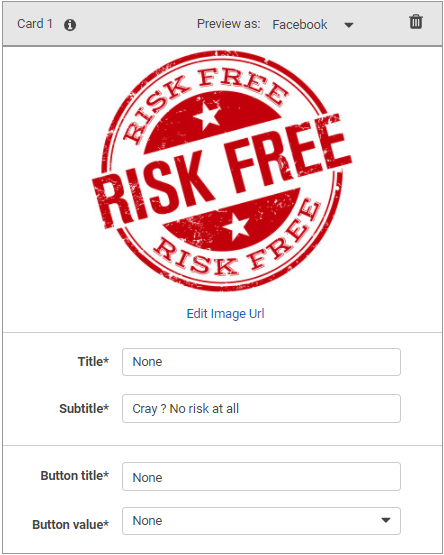 Card 1
Preview as: Facebook
RISK FREE
RISK FREE
RISK FREE
Edit Image Url
Title* None
Subtitle* Cray ? No risk at all
Button title* None
Button value* None